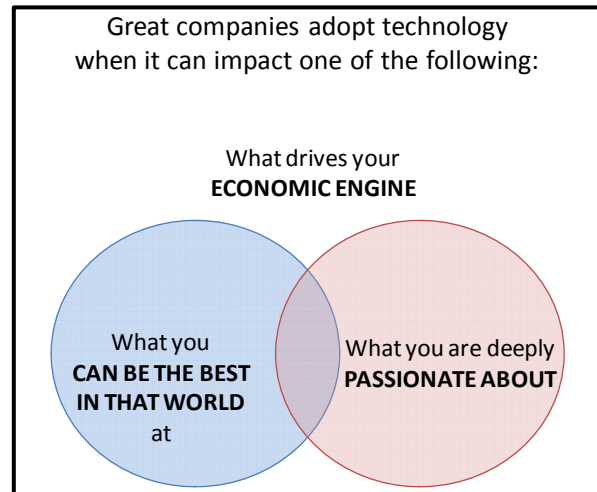 Great companies adopt technology
when it can impact one of the following:
What drives your
ECONOMIC ENGINE
What you
CAN BE THE BEST
IN THAT WORLD
at
What you are deeply
PASSIONATE ABOUT